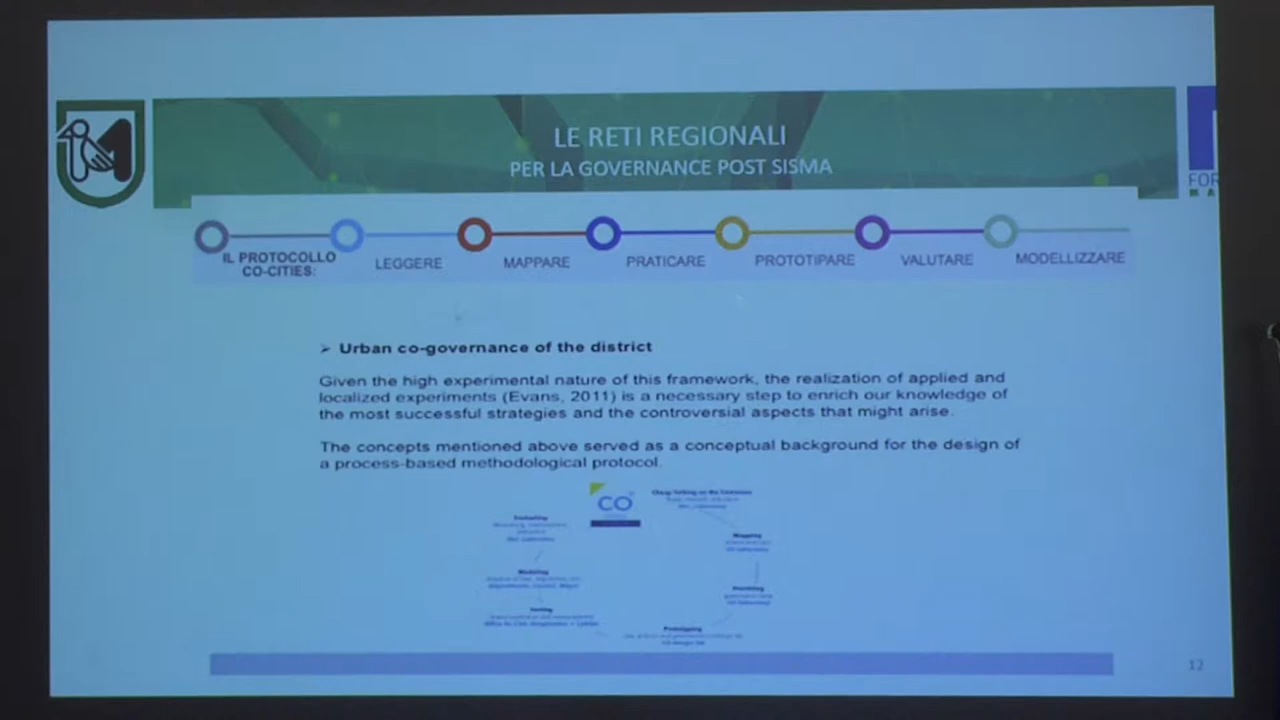 LE RETI REGIONALI
PER LA GOVERNANCE POST SISMA
FOR
M A
IL PROTOCOLLO
CO-CITIES:
LEGGERE
MAPPARE
PRATICARE
PROTOTIPARE
VALUTARE
MODELLIZZARE
➢ Urban co-governance of the district
Given the high experimental nature of this framework, the realization of applied and
localized experiments (Evans, 2011) is a necessary step to enrich our knowledge of
the most successful strategies and the controversial aspects that might arise.
The concepts mentioned above served as a conceptual background for the design of
a process-based methodological protocol.
CO
Mapping
Prototyping
Modeling
12